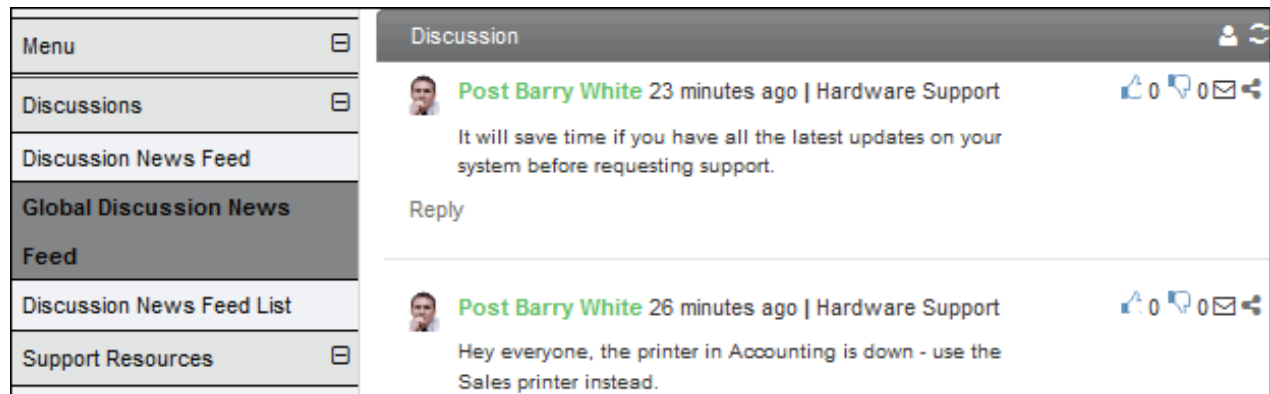 Menu
Discussions
Discussion News Feed
Global Discussion News
Feed
Discussion News Feed List
Support Resources
Discussion
Post Barry White 23 minutes ago | Hardware Support
0 0
It will save time if you have all the latest updates on your
system before requesting support.
Reply
Post Barry White 26 minutes ago | Hardware Support
0 0
Hey everyone, the printer in Accounting is down - use the
Sales printer instead.